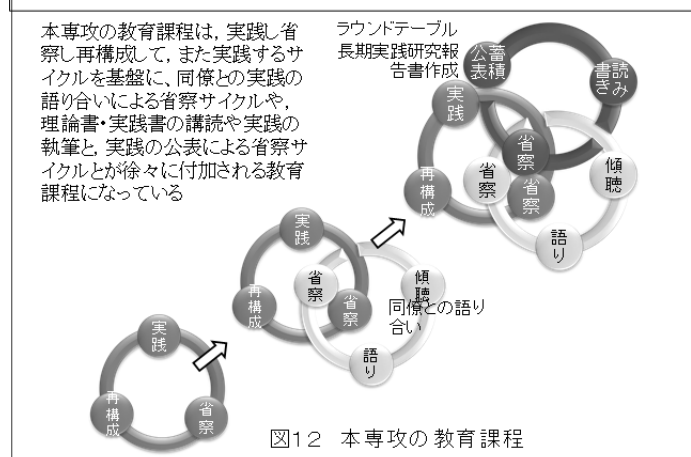 本専攻の教育課程は，実践し省
察し再構成して，また実践するサ
イクルを基盤に、同僚との実践の
語り合いによる省察サイクルや，
理論書・実践書の講読や実践の
執筆と，実践の公表による省察サ
イクルとが徐々に付加される教育
課程になっている
ラウンドテーブル
長期実践研究報
告書作成
公表
蓄積
読み
書き
実践
省察
省察
省察
再構成
傾聴
語り
実践
省察
省察
再構成
傾聴
語り
同僚との語り
合い
実践
再構成
省察
図12 本専攻の教育課程